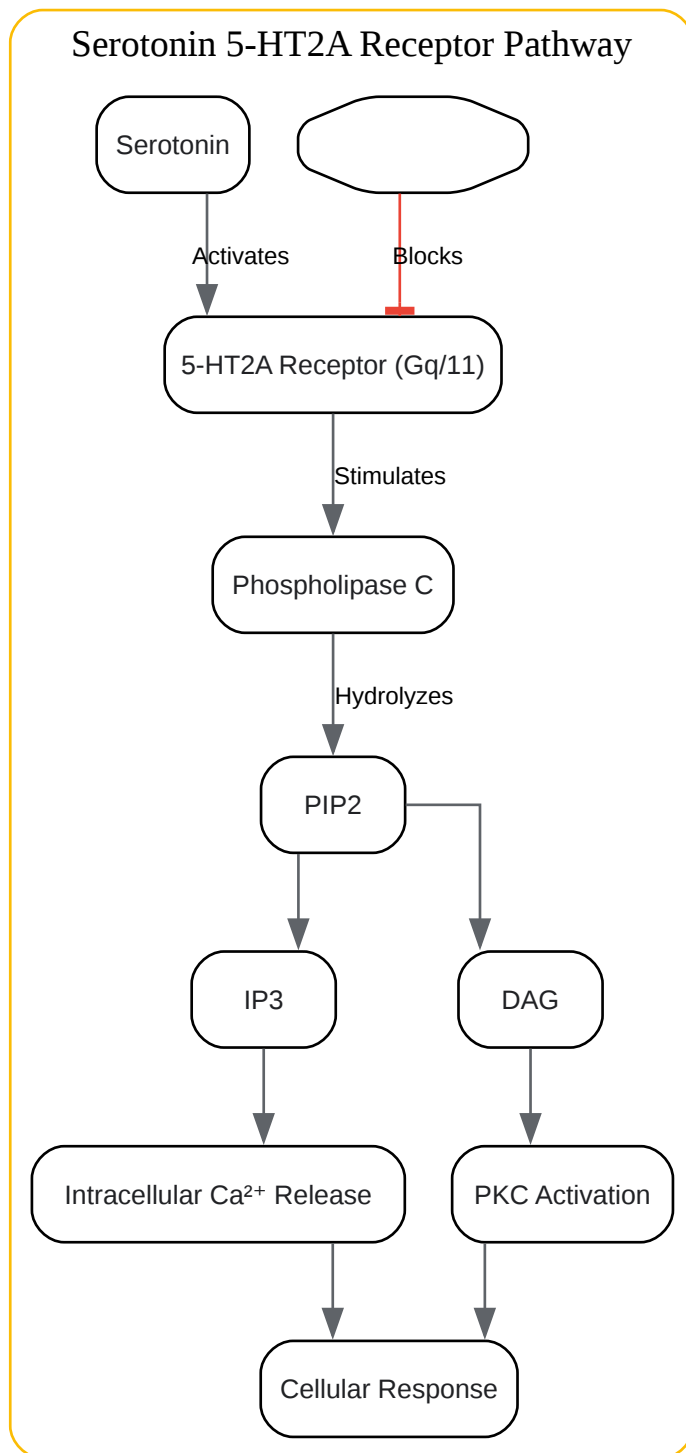 Serotonin 5-HT2A Receptor Pathway
Serotonin
Activates
Blocks
5-HT2A Receptor (Gq/11)
Stimulates
Phospholipase C
Hydrolyzes
PIP2
IP3
DAG
Intracellular Ca²⁺ Release
PKC Activation
Cellular Response